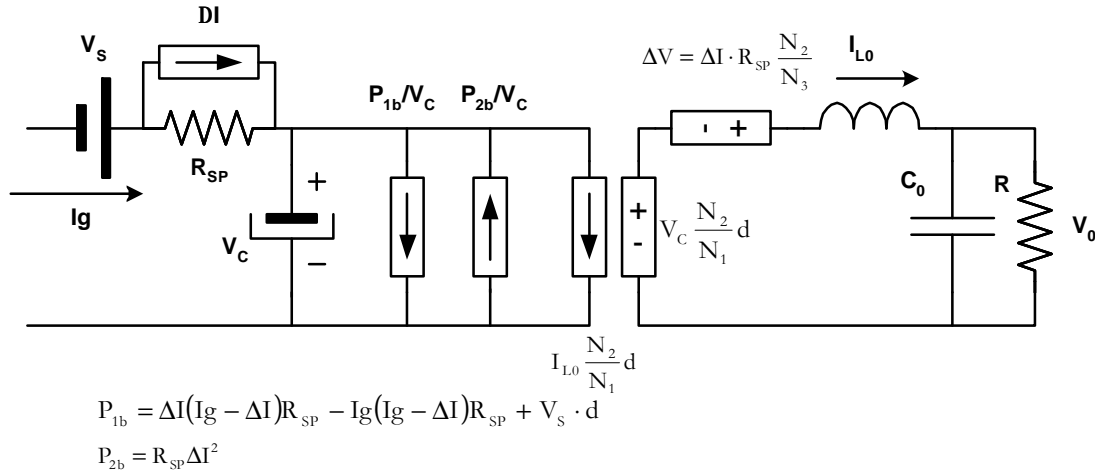 DI
V_S
ΔV = ΔI · R_SP N_2/N_3
I_L0
P_1b/V_C
P_2b/V_C
R_SP
+
- +
Ig
V_C
−
+
-
V_C N_2/N_1 d
C_0
R
V_0
I_L0 N_2/N_1 d
P_1b = ΔI(G − ΔI)R_SP − Ig(Ig − ΔI)R_SP + V_S · d
P_2b = R_SP ΔI^2